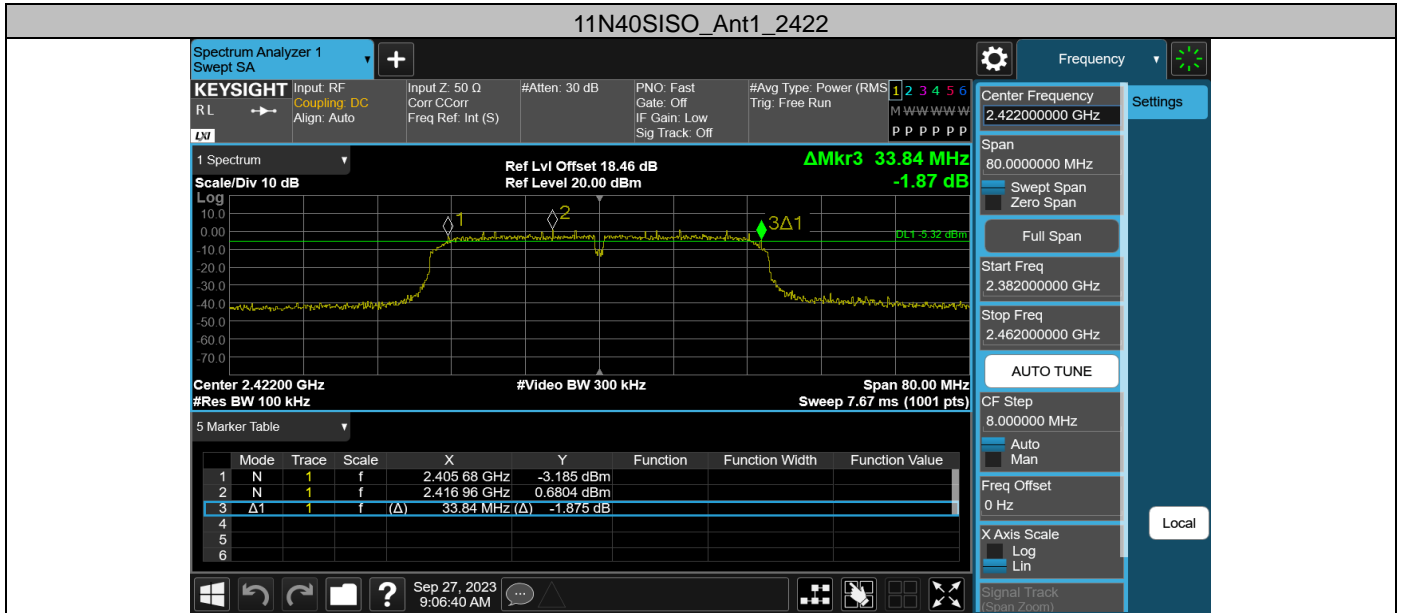 11N40SISO_Ant1_2422
Spectrum Analyzer 1
Swept SA
+
Frequency
KEYSIGHT
RL
LXI
Input: RF
Coupling: DC
Align: Auto
Input Z: 50 Ω
Corr CCorr
Freq Ref: Int (S)
#Atten: 30 dB
PNO: Fast
Gate: Off
IF Gain: Low
Sig Track: Off
#Avg Type: Power (RMS
Trig: Free Run
1 2 3 4 5 6
M W W W W W
P P P P P P
1 Spectrum
Scale/Div 10 dB
Ref Lvl Offset 18.46 dB
Ref Level 20.00 dBm
ΔMkr3 33.84 MHz
-1.87 dB
Log
10.0
0.00
-10.0
-20.0
-30.0
-40.0
-50.0
-60.0
-70.0
1
2
3Δ1
DL1 -5.32 dBm
Center 2.42200 GHz
#Video BW 300 kHz
Span 80.00 MHz
#Res BW 100 kHz
Sweep 7.67 ms (1001 pts)
5 Marker Table
Mode Trace Scale X Y Function Function Width Function Value
1 N 1 f 2.405 68 GHz -3.185 dBm
2 N 1 f 2.416 96 GHz 0.6804 dBm
3 Δ1 1 f (Δ) 33.84 MHz (Δ) -1.875 dB
4
5
6
?
Sep 27, 2023
9:06:40 AM
Center Frequency
2.422000000 GHz
Span
80.0000000 MHz
Swept Span
Zero Span
Full Span
Start Freq
2.382000000 GHz
Stop Freq
2.462000000 GHz
AUTO TUNE
CF Step
8.000000 MHz
Auto
Man
Freq Offset
0 Hz
X Axis Scale
Log
Lin
Signal Track
(Span Zoom)
Settings
Local